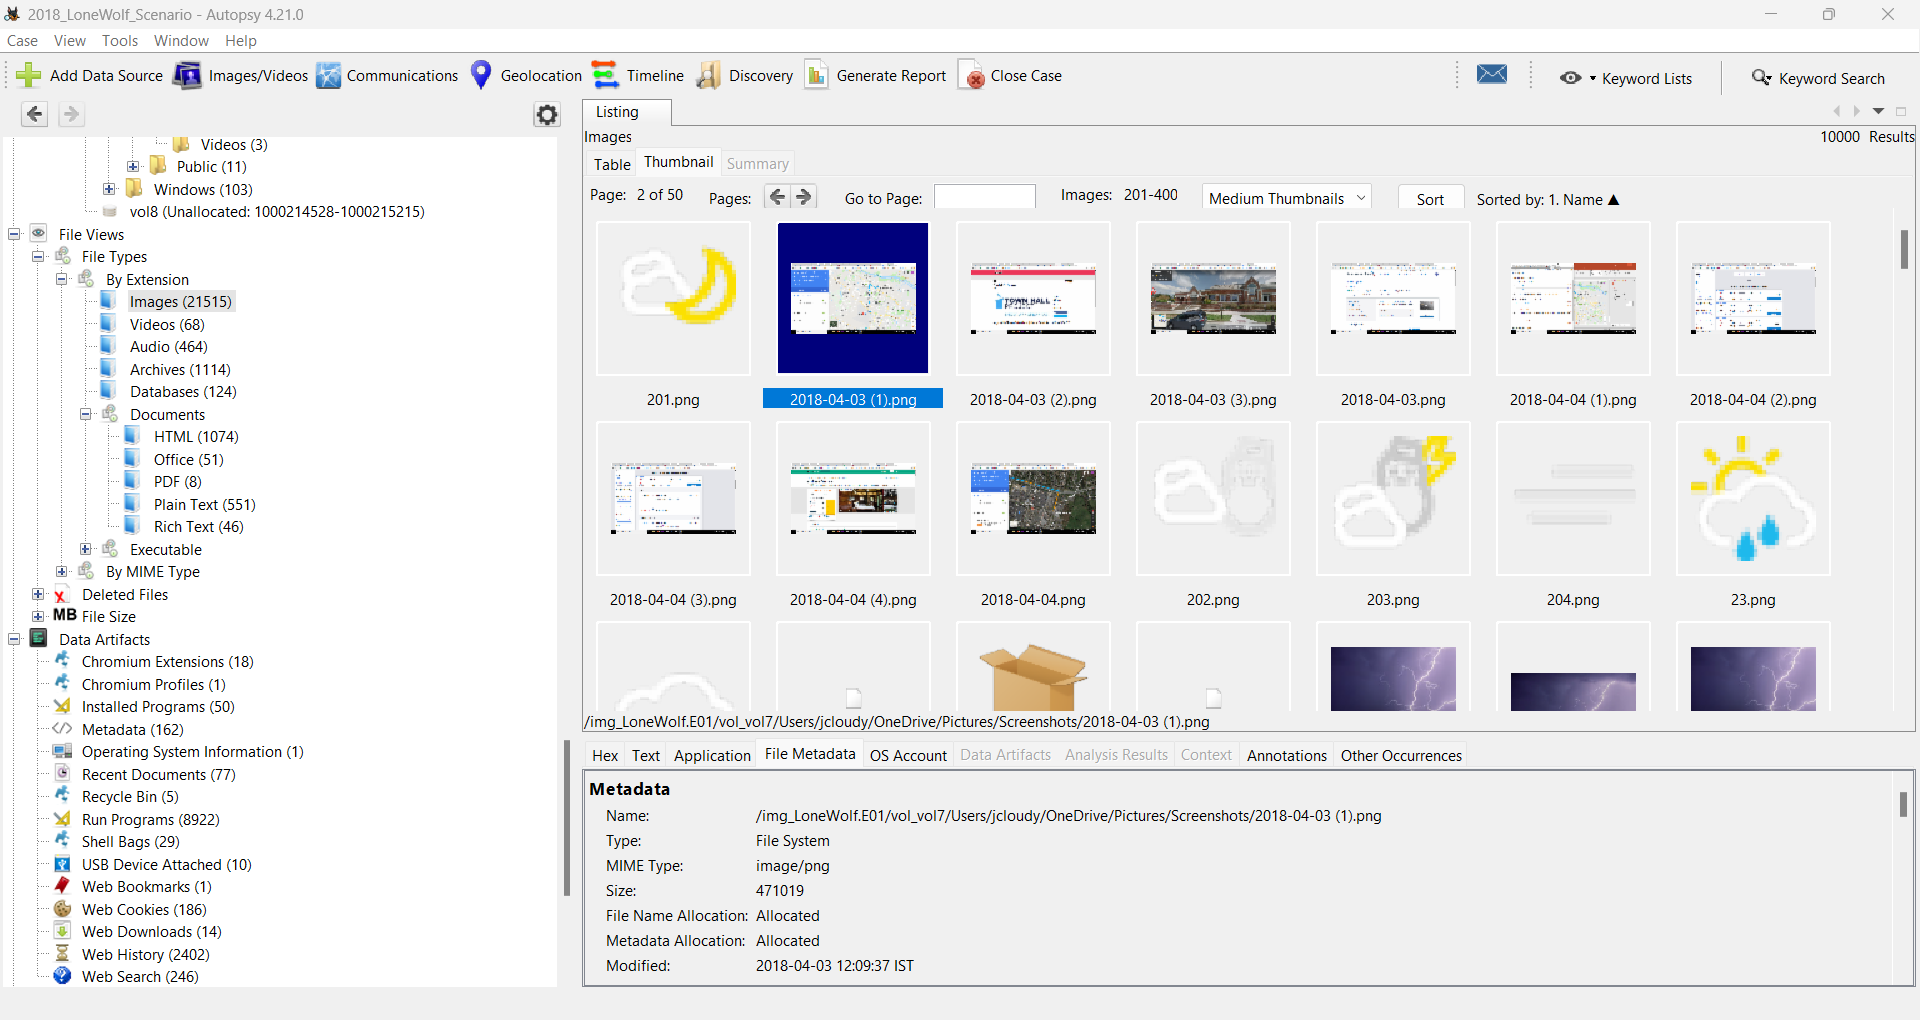 2018_LoneWolf_Scenario - Autopsy 4.21.0
Case View Tools Window Help
Add Data Source Images/Videos Communications Geolocation Timeline Discovery Generate Report Close Case Keyword Lists Keyword Search
Videos (3)
Public (11)
Windows (103)
vol8 (Unallocated: 1000214528-1000215215)
File Views
File Types
By Extension
Images (21515)
Videos (68)
Audio (464)
Archives (1114)
Databases (124)
Documents
HTML (1074)
Office (51)
PDF (8)
Plain Text (551)
Rich Text (46)
Executable
By MIME Type
Deleted Files
MB File Size
Data Artifacts
Chromium Extensions (18)
Chromium Profiles (1)
Installed Programs (50)
Metadata (162)
Operating System Information (1)
Recent Documents (77)
Recycle Bin (5)
Run Programs (8922)
Shell Bags (29)
USB Device Attached (10)
Web Bookmarks (1)
Web Cookies (186)
Web Downloads (14)
Web History (2402)
Web Search (246)
Listing
Images
10000 Results
Table Thumbnail Summary
Page: 2 of 50 Pages: Go to Page: Images: 201-400 Medium Thumbnails Sort Sorted by: 1. Name ▲
TOWN HALL
201.png 2018-04-03 (1).png 2018-04-03 (2).png 2018-04-03 (3).png 2018-04-03.png 2018-04-04 (1).png 2018-04-04 (2).png
2018-04-04 (3).png 2018-04-04 (4).png 2018-04-04.png 202.png 203.png 204.png 23.png
/img_LoneWolf.E01/vol_vol7/Users/jcloudy/OneDrive/Pictures/Screenshots/2018-04-03 (1).png
Hex Text Application File Metadata OS Account Data Artifacts Analysis Results Context Annotations Other Occurrences
Metadata
Name: /img_LoneWolf.E01/vol_vol7/Users/jcloudy/OneDrive/Pictures/Screenshots/2018-04-03 (1).png
Type: File System
MIME Type: image/png
Size: 471019
File Name Allocation: Allocated
Metadata Allocation: Allocated
Modified: 2018-04-03 12:09:37 IST